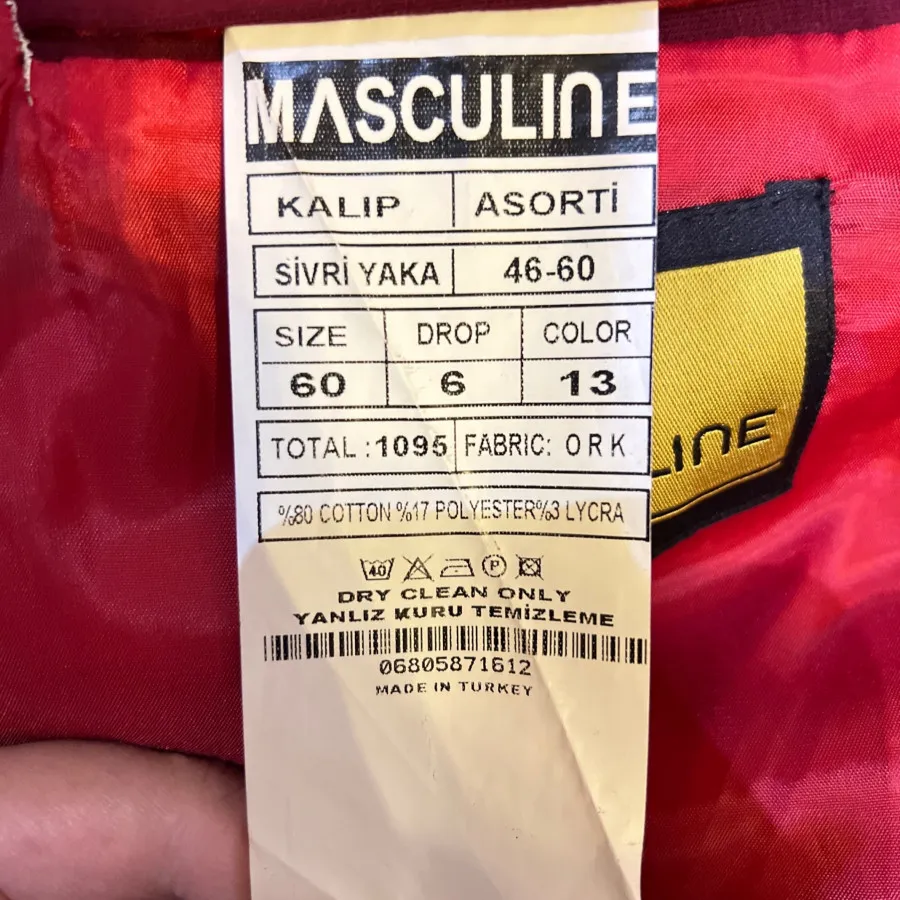 MASCULINE
KALIP ASORTİ
SİVRİ YAKA 46-60
SIZE DROP COLOR
60 6 13
TOTAL :1095 FABRIC: ORK
%80 COTTON %17 POLYESTER%3 LYCRA
40 P
DRY CLEAN ONLY
YANLIZ KURU TEMIZLEME
06805871612
MADE IN TURKEY
LINE